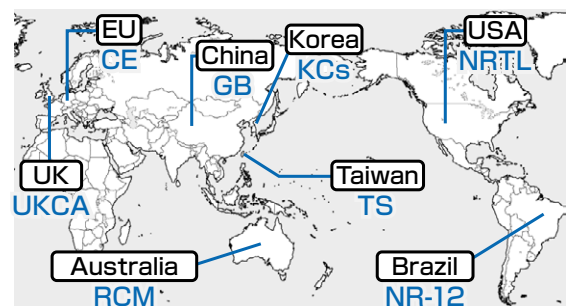 EU
CE
China
GB
Korea
KCs
USA
NRTL
UK
UKCA
Taiwan
TS
Australia
RCM
Brazil
NR-12